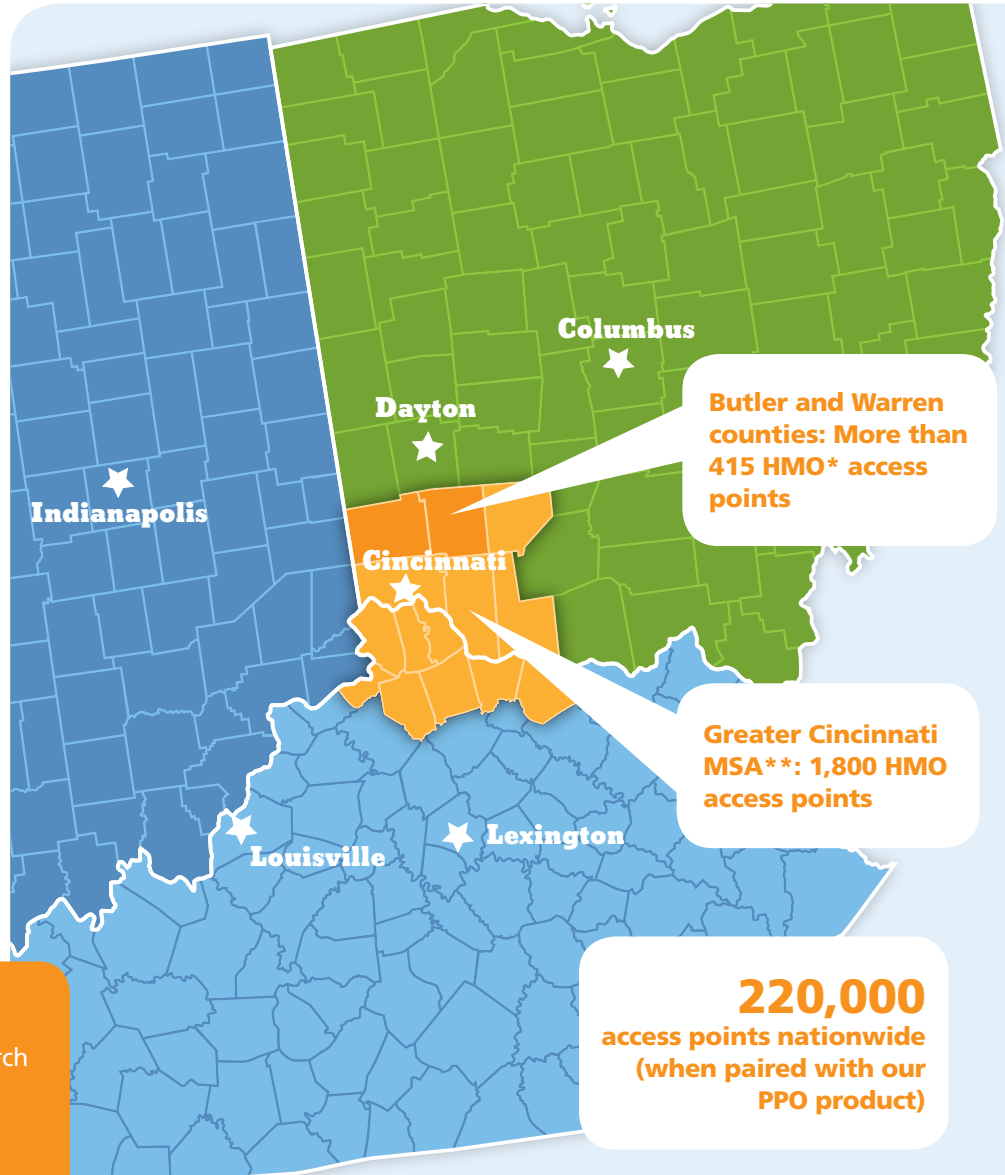 Columbus
Dayton
Butler and Warren
counties: More than
415 HMO* access
points
Indianapolis
Cincinnati
Greater Cincinnati
MSA**: 1,800 HMO
access points
Louisville
Lexington
220,000
access points nationwide
(when paired with our
PPO product)